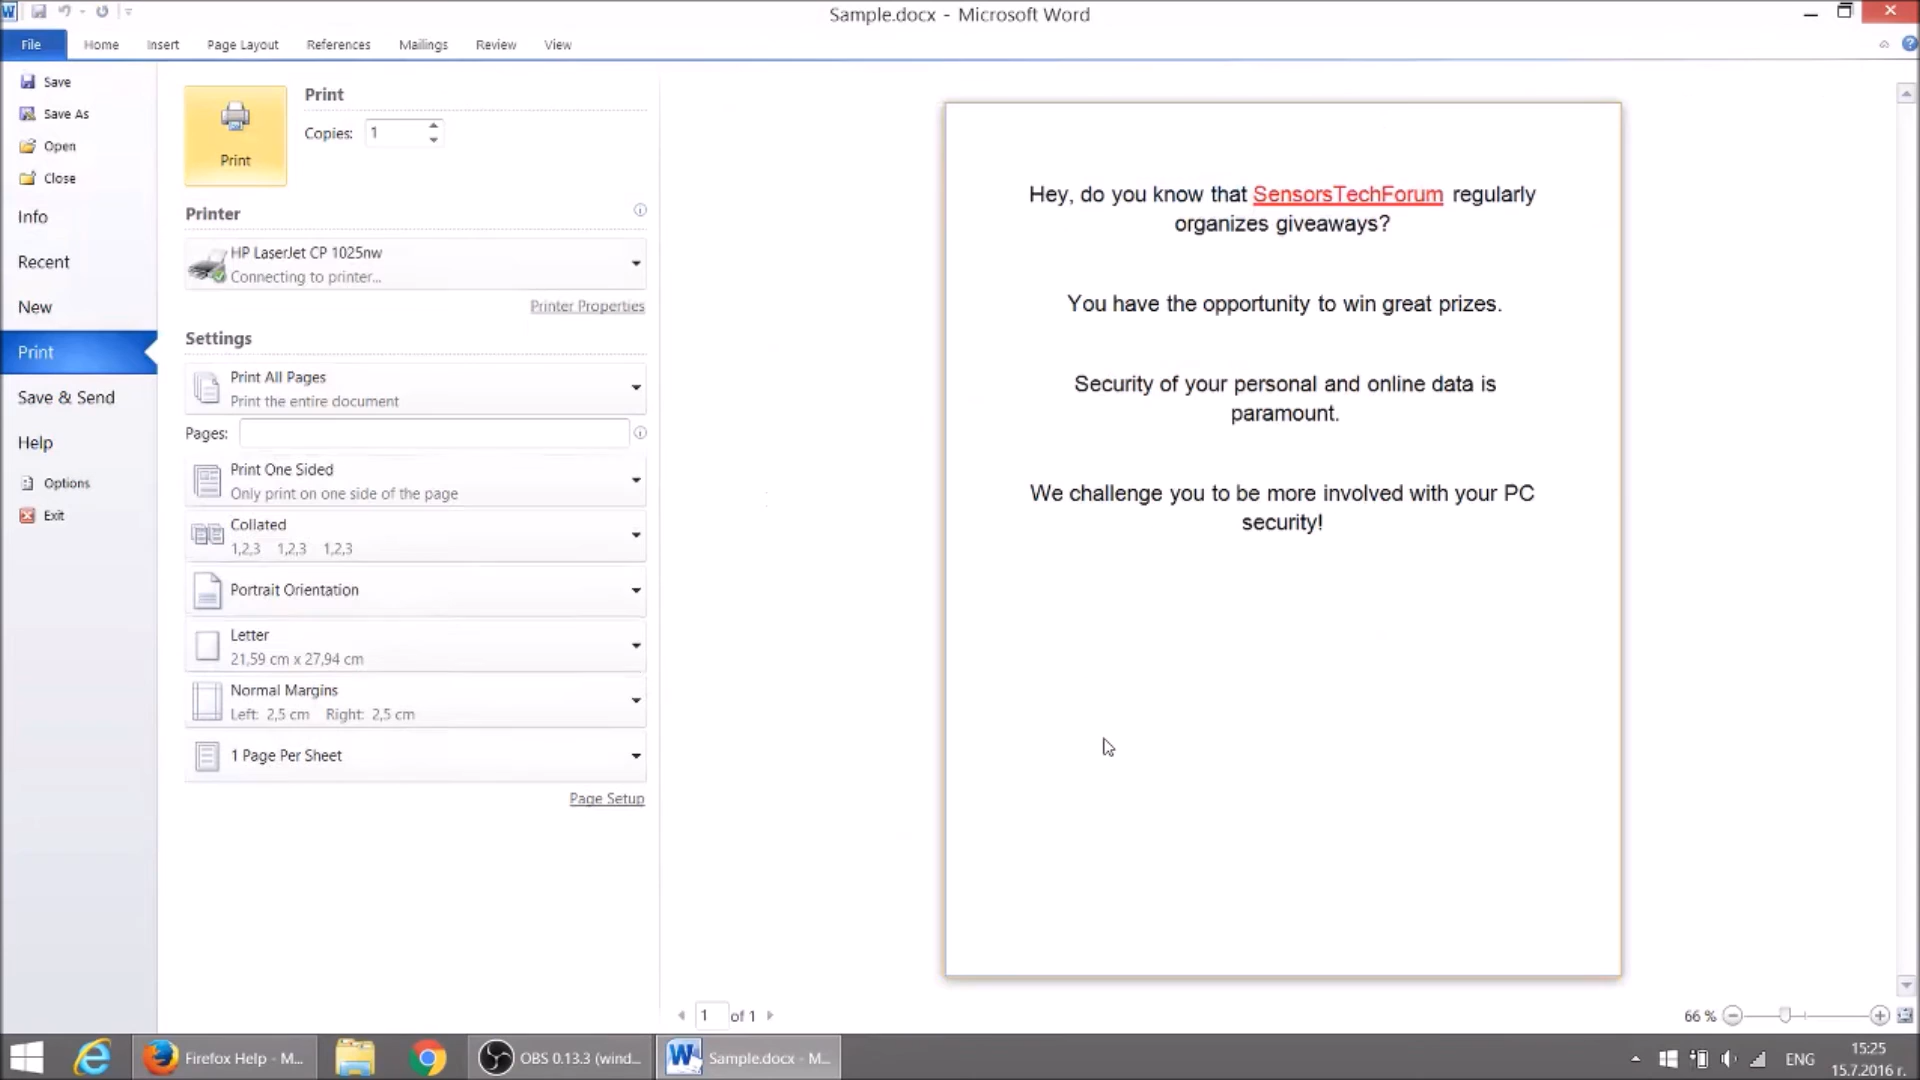 Sample.docx - Microsoft Word
File Home Insert Page Layout References Mailings Review View
Save
Save As
Open
Close
Info
Recent
New
Print
Save & Send
Help
Options
Exit
Print
Print
Copies: 1
Printer
HP LaserJet CP 1025nw
Connecting to printer...
Printer Properties
Settings
Print All Pages
Print the entire document
Pages:
Print One Sided
Only print on one side of the page
Collated
1,2,3 1,2,3 1,2,3
Portrait Orientation
Letter
21,59 cm x 27,94 cm
Normal Margins
Left: 2,5 cm Right: 2,5 cm
1 Page Per Sheet
Page Setup
Hey, do you know that SensorsTechForum regularly
organizes giveaways?
You have the opportunity to win great prizes.
Security of your personal and online data is
paramount.
We challenge you to be more involved with your PC
security!
1 of 1
66 %
Firefox Help - M...
OBS 0.13.3 (wind...
Sample.docx - M...
ENG
15:25
15.7.2016 г.